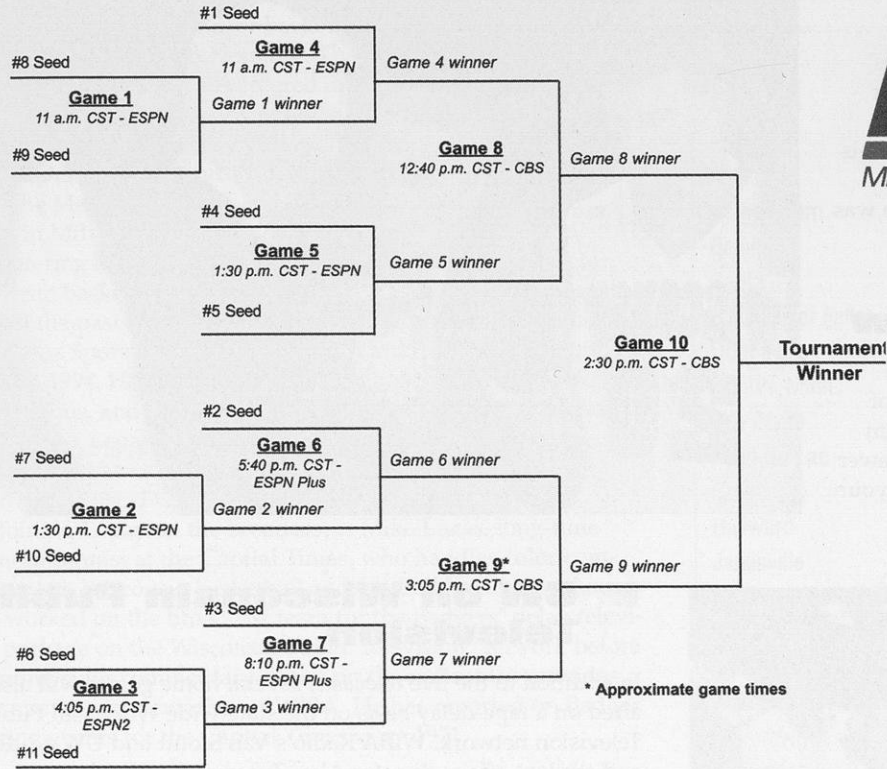 #1 Seed
Game 4
11 a.m. CST - ESPN
Game 4 winner
#8 Seed
Game 1
11 a.m. CST - ESPN
Game 1 winner
#9 Seed
Game 8
12:40 p.m. CST - CBS
Game 8 winner
#4 Seed
Game 5
1:30 p.m. CST - ESPN
Game 5 winner
#5 Seed
Game 10
2:30 p.m. CST - CBS
Tournament
Winner
#2 Seed
Game 6
5:40 p.m. CST -
ESPN Plus
Game 6 winner
#7 Seed
Game 2
1:30 p.m. CST - ESPN
Game 2 winner
#10 Seed
Game 9*
3:05 p.m. CST - CBS
Game 9 winner
#3 Seed
Game 7
8:10 p.m. CST -
ESPN Plus
Game 7 winner
#6 Seed
Game 3
4:05 p.m. CST -
ESPN2
Game 3 winner
#11 Seed
* Approximate game times